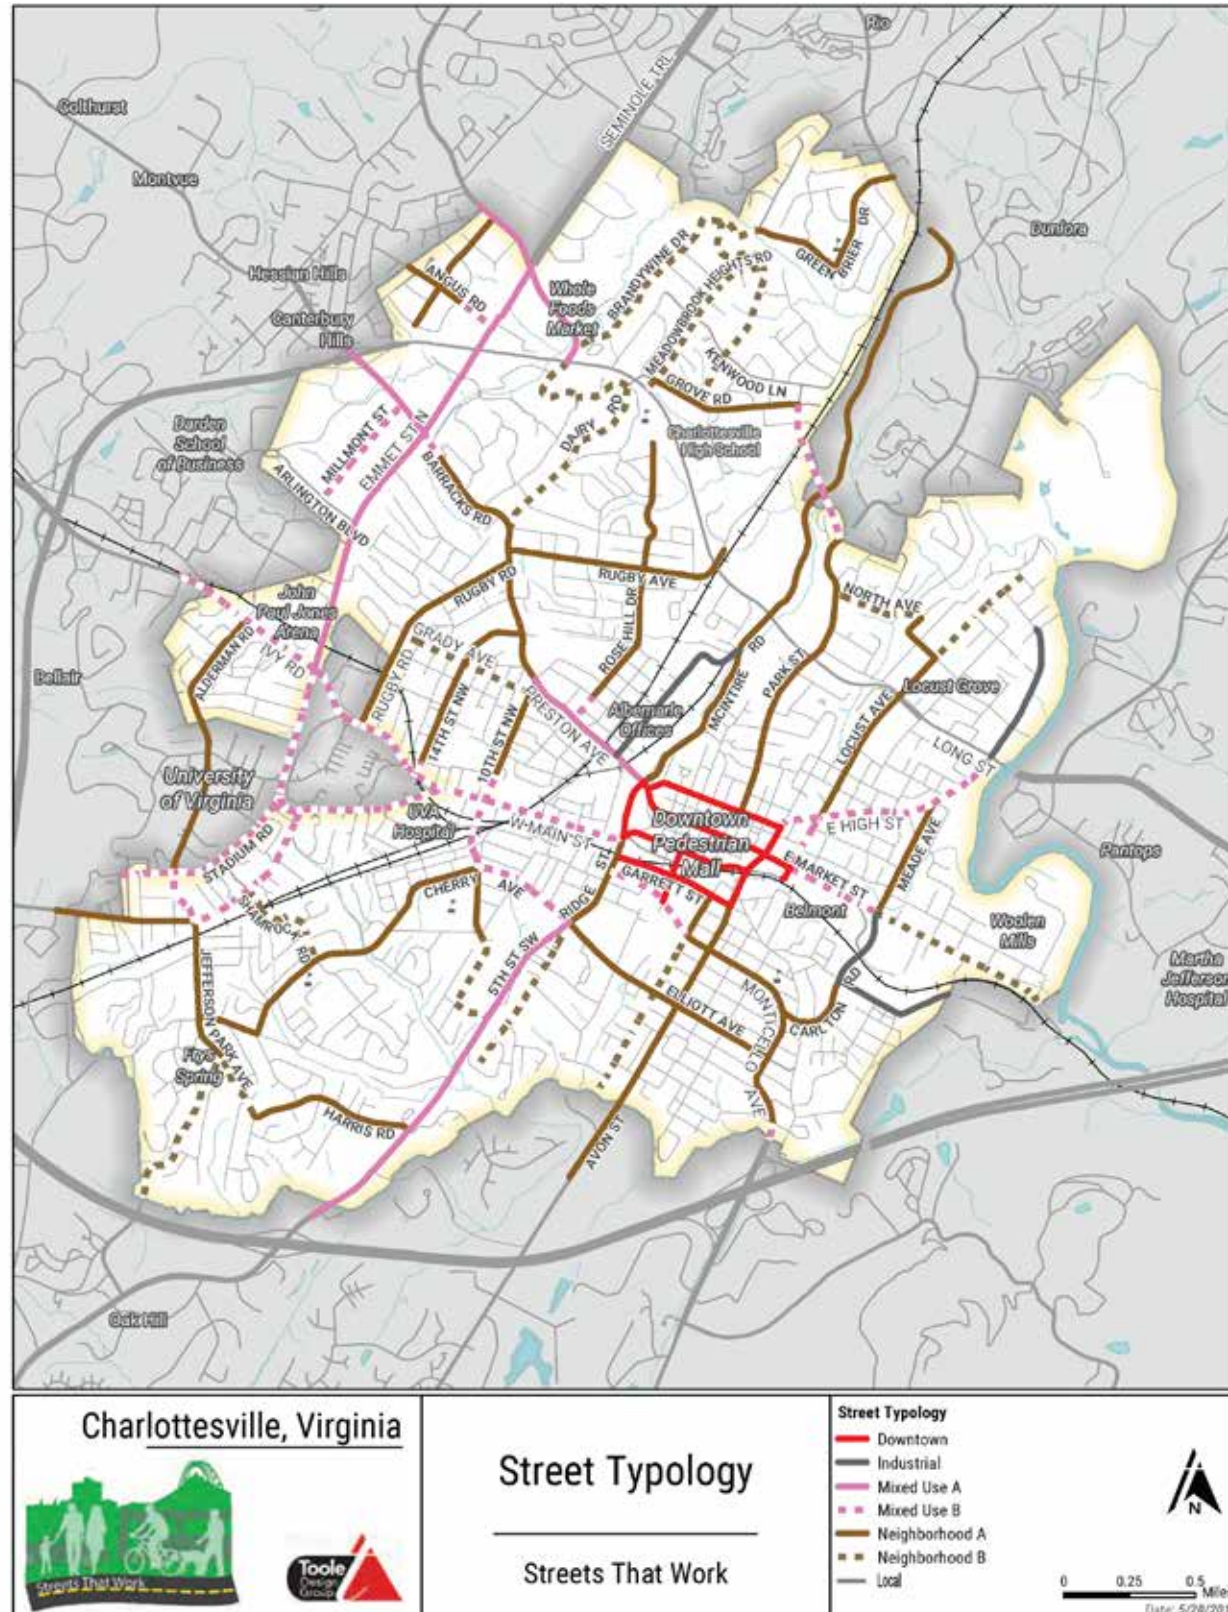 Rio
SEMINOLE TRL
Colthurst
Montvue
Dunlora
GREEN BRIER DR
Hessian Hills
ANGUS RD
Whole
Foods
Market
BRANDYWINE DR
MEADOWBROOK HEIGHTS RD
Canterbury
Hills
KENWOOD LN
GROVE RD
MILLMONT ST
EMMET ST N
DAIRY RD
Charlottesville
High School
Darden
School
of Business
BARRACKS RD
ARLINGTON BLVD
RUGBY AVE
RUGBY RD
NORTH AVE
John
Paul Jones
Arena
ROSE HILL DR
GRADY AVE
ALDERMAN RD
IVY RD
Bellair
RUGBY RD
PARK ST
MCINTIRE RD
Locust Grove
14TH ST NW
10TH ST NW
PRESTON AVE
Albemarle
Offices
LOCUST AVE
LONG ST
University
of Virginia
UVA
Hospital
W MAIN ST
Downtown
Pedestrian
Mall
E HIGH ST
STADIUM RD
E MARKET ST
MEADE AVE
Pantops
CHERRY AVE
GARRETT ST
RIDGE ST
Belmont
SHAMROCK RD
Woolen
Mills
5TH ST SW
Martha
Jefferson
Hospital
JEFFERSON PARK AVE
ELLIOTT AVE
MONTICELLO AVE
CARLTON RD
Frys
Spring
HARRIS RD
AVON ST
Oak Hill
Charlottesville, Virginia
Streets That Work
Toole
Design
Group
Street Typology
Streets That Work
Street Typology
Downtown
Industrial
Mixed Use A
Mixed Use B
Neighborhood A
Neighborhood B
Local
N
0 0.25 0.5
Miles